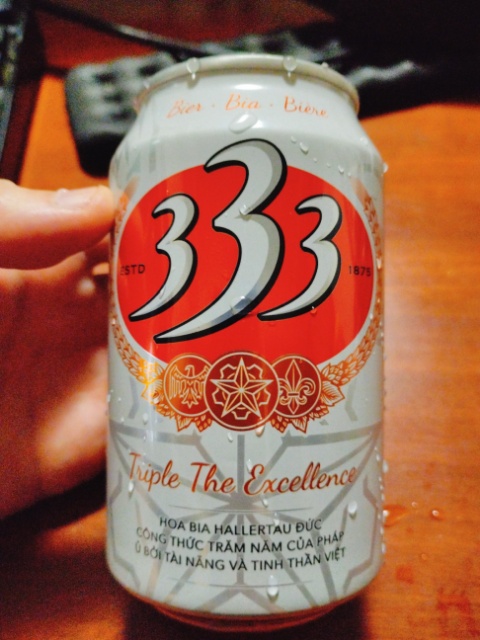 Bier - Bia - Bière
333
ESTD 1875
Triple The Excellence
HOA BIA HALLERTAU ĐỨC
CÔNG THỨC TRĂM NĂM CỦA PHÁP
Ủ BỞI TÀI NĂNG VÀ TINH THẦN VIỆT